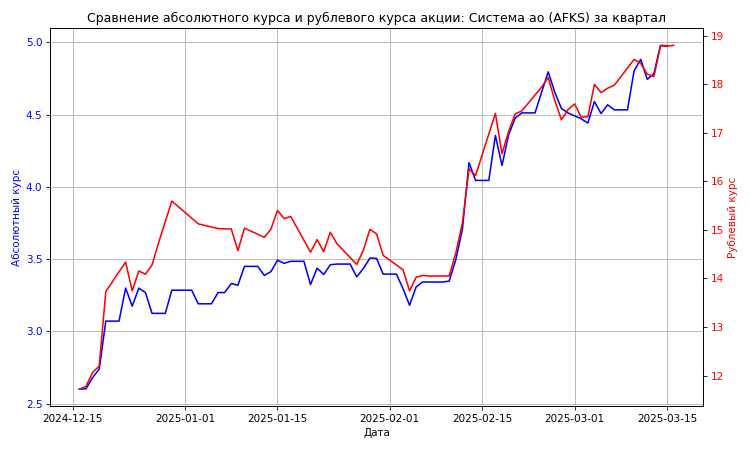 Сравнение абсолютного курса и рублевого курса акции: Система ао (AFKS) за квартал
5.0
4.5
4.0
3.5
3.0
2.5
Абсолютный курс
19
18
17
16
15
14
13
12
Рублевый курс
2024-12-15 2025-01-01 2025-01-15 2025-02-01 2025-02-15 2025-03-01 2025-03-15
Дата